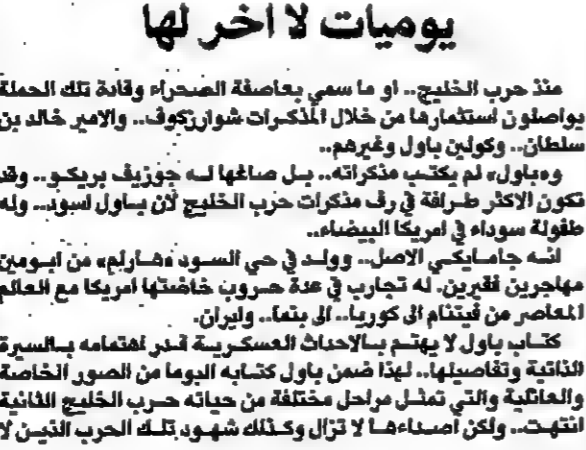 يوميات لا آخر لها
منذ حرب الخليج.. او ما سمي بعاصفة الصحراء وقادة تلك الحملة
يواصلون استثمارها من خلال المذكرات شوارزكوف.. والامير خالد بن
سلطان.. وكولين باول وغيرهم..
و«باول» لم يكتب مذكراته.. بل صاغها له جوزيف بريكو.. وقد
تكون الاكثر طرافة في رف مذكرات حرب الخليج لأن باول اسود.. وله
طفولة سوداء في امريكا البيضاء..
انه جامايكي الاصل.. وولد في حي السود «هارلم» من ابوين
مهاجرين فقيرين. له تجارب في عدة حروب خاضتها امريكا مع العالم
المعاصر من فيتنام الى كوريا.. الى بنما.. وايران.
كتاب باول لا يهتم بالاحداث العسكرية قدر اهتمامه بالسيرة
الذاتية وتفاصيلها.. لهذا ضمن باول كتابه البوما من الصور الخاصة
والعائلية والتي تمثل مراحل مختلفة من حياته حرب الخليج الثانية
انتهت.. ولكن اصداءها لا تزال وكذلك شهود تلك الحرب الذين لا